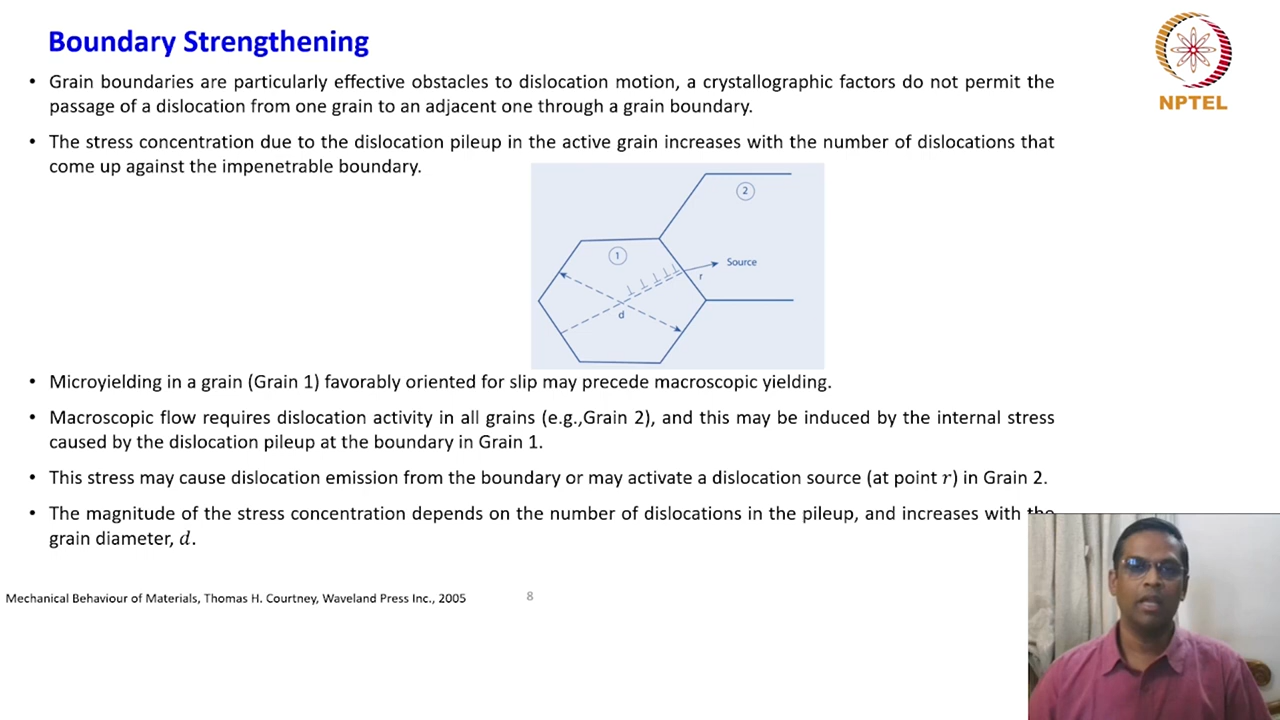 Boundary Strengthening
NPTEL
• Grain boundaries are particularly effective obstacles to dislocation motion, a crystallographic factors do not permit the
passage of a dislocation from one grain to an adjacent one through a grain boundary.
• The stress concentration due to the dislocation pileup in the active grain increases with the number of dislocations that
come up against the impenetrable boundary.
2
1
Source
r
d
• Microyielding in a grain (Grain 1) favorably oriented for slip may precede macroscopic yielding.
• Macroscopic flow requires dislocation activity in all grains (e.g.,Grain 2), and this may be induced by the internal stress
caused by the dislocation pileup at the boundary in Grain 1.
• This stress may cause dislocation emission from the boundary or may activate a dislocation source (at point r) in Grain 2.
• The magnitude of the stress concentration depends on the number of dislocations in the pileup, and increases with the
grain diameter, d.
Mechanical Behaviour of Materials, Thomas H. Courtney, Waveland Press Inc., 2005
8